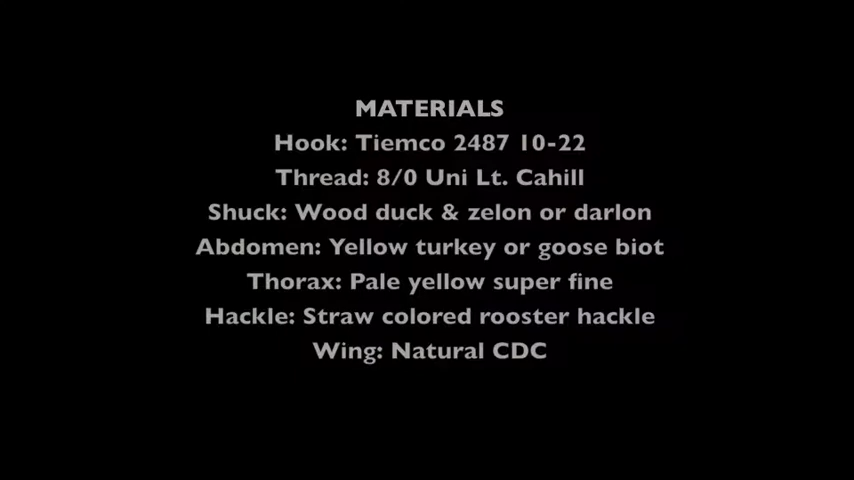 MATERIALS
Hook: Tiemco 2487 10-22
Thread: 8/0 Uni Lt. Cahill
Shuck: Wood duck & zelon or darlon
Abdomen: Yellow turkey or goose biot
Thorax: Pale yellow super fine
Hackle: Straw colored rooster hackle
Wing: Natural CDC